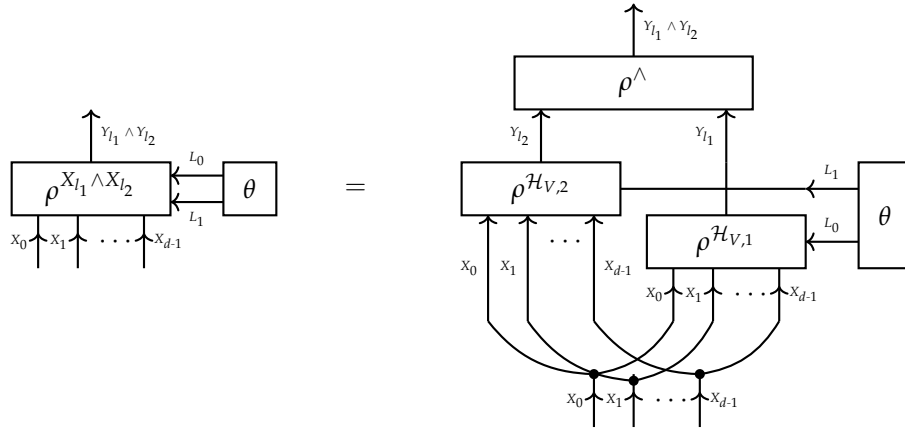 Y_{l_1} ∧ Y_{l_2}
ρ^∧
Y_{l_1} ∧ Y_{l_2} Y_{l_2} Y_{l_1}
ρ^{X_{l_1} ∧ X_{l_2}} L_0 L_1 θ = ρ^{\mathcal{H}_{V,2}} L_1 θ
X_0 X_1 . . . . X_{d-1} . . . ρ^{\mathcal{H}_{V,1}} L_0
X_0 X_1 X_{d-1} X_0 X_1 . . . . X_{d-1}
X_0 X_1 . . . . X_{d-1}